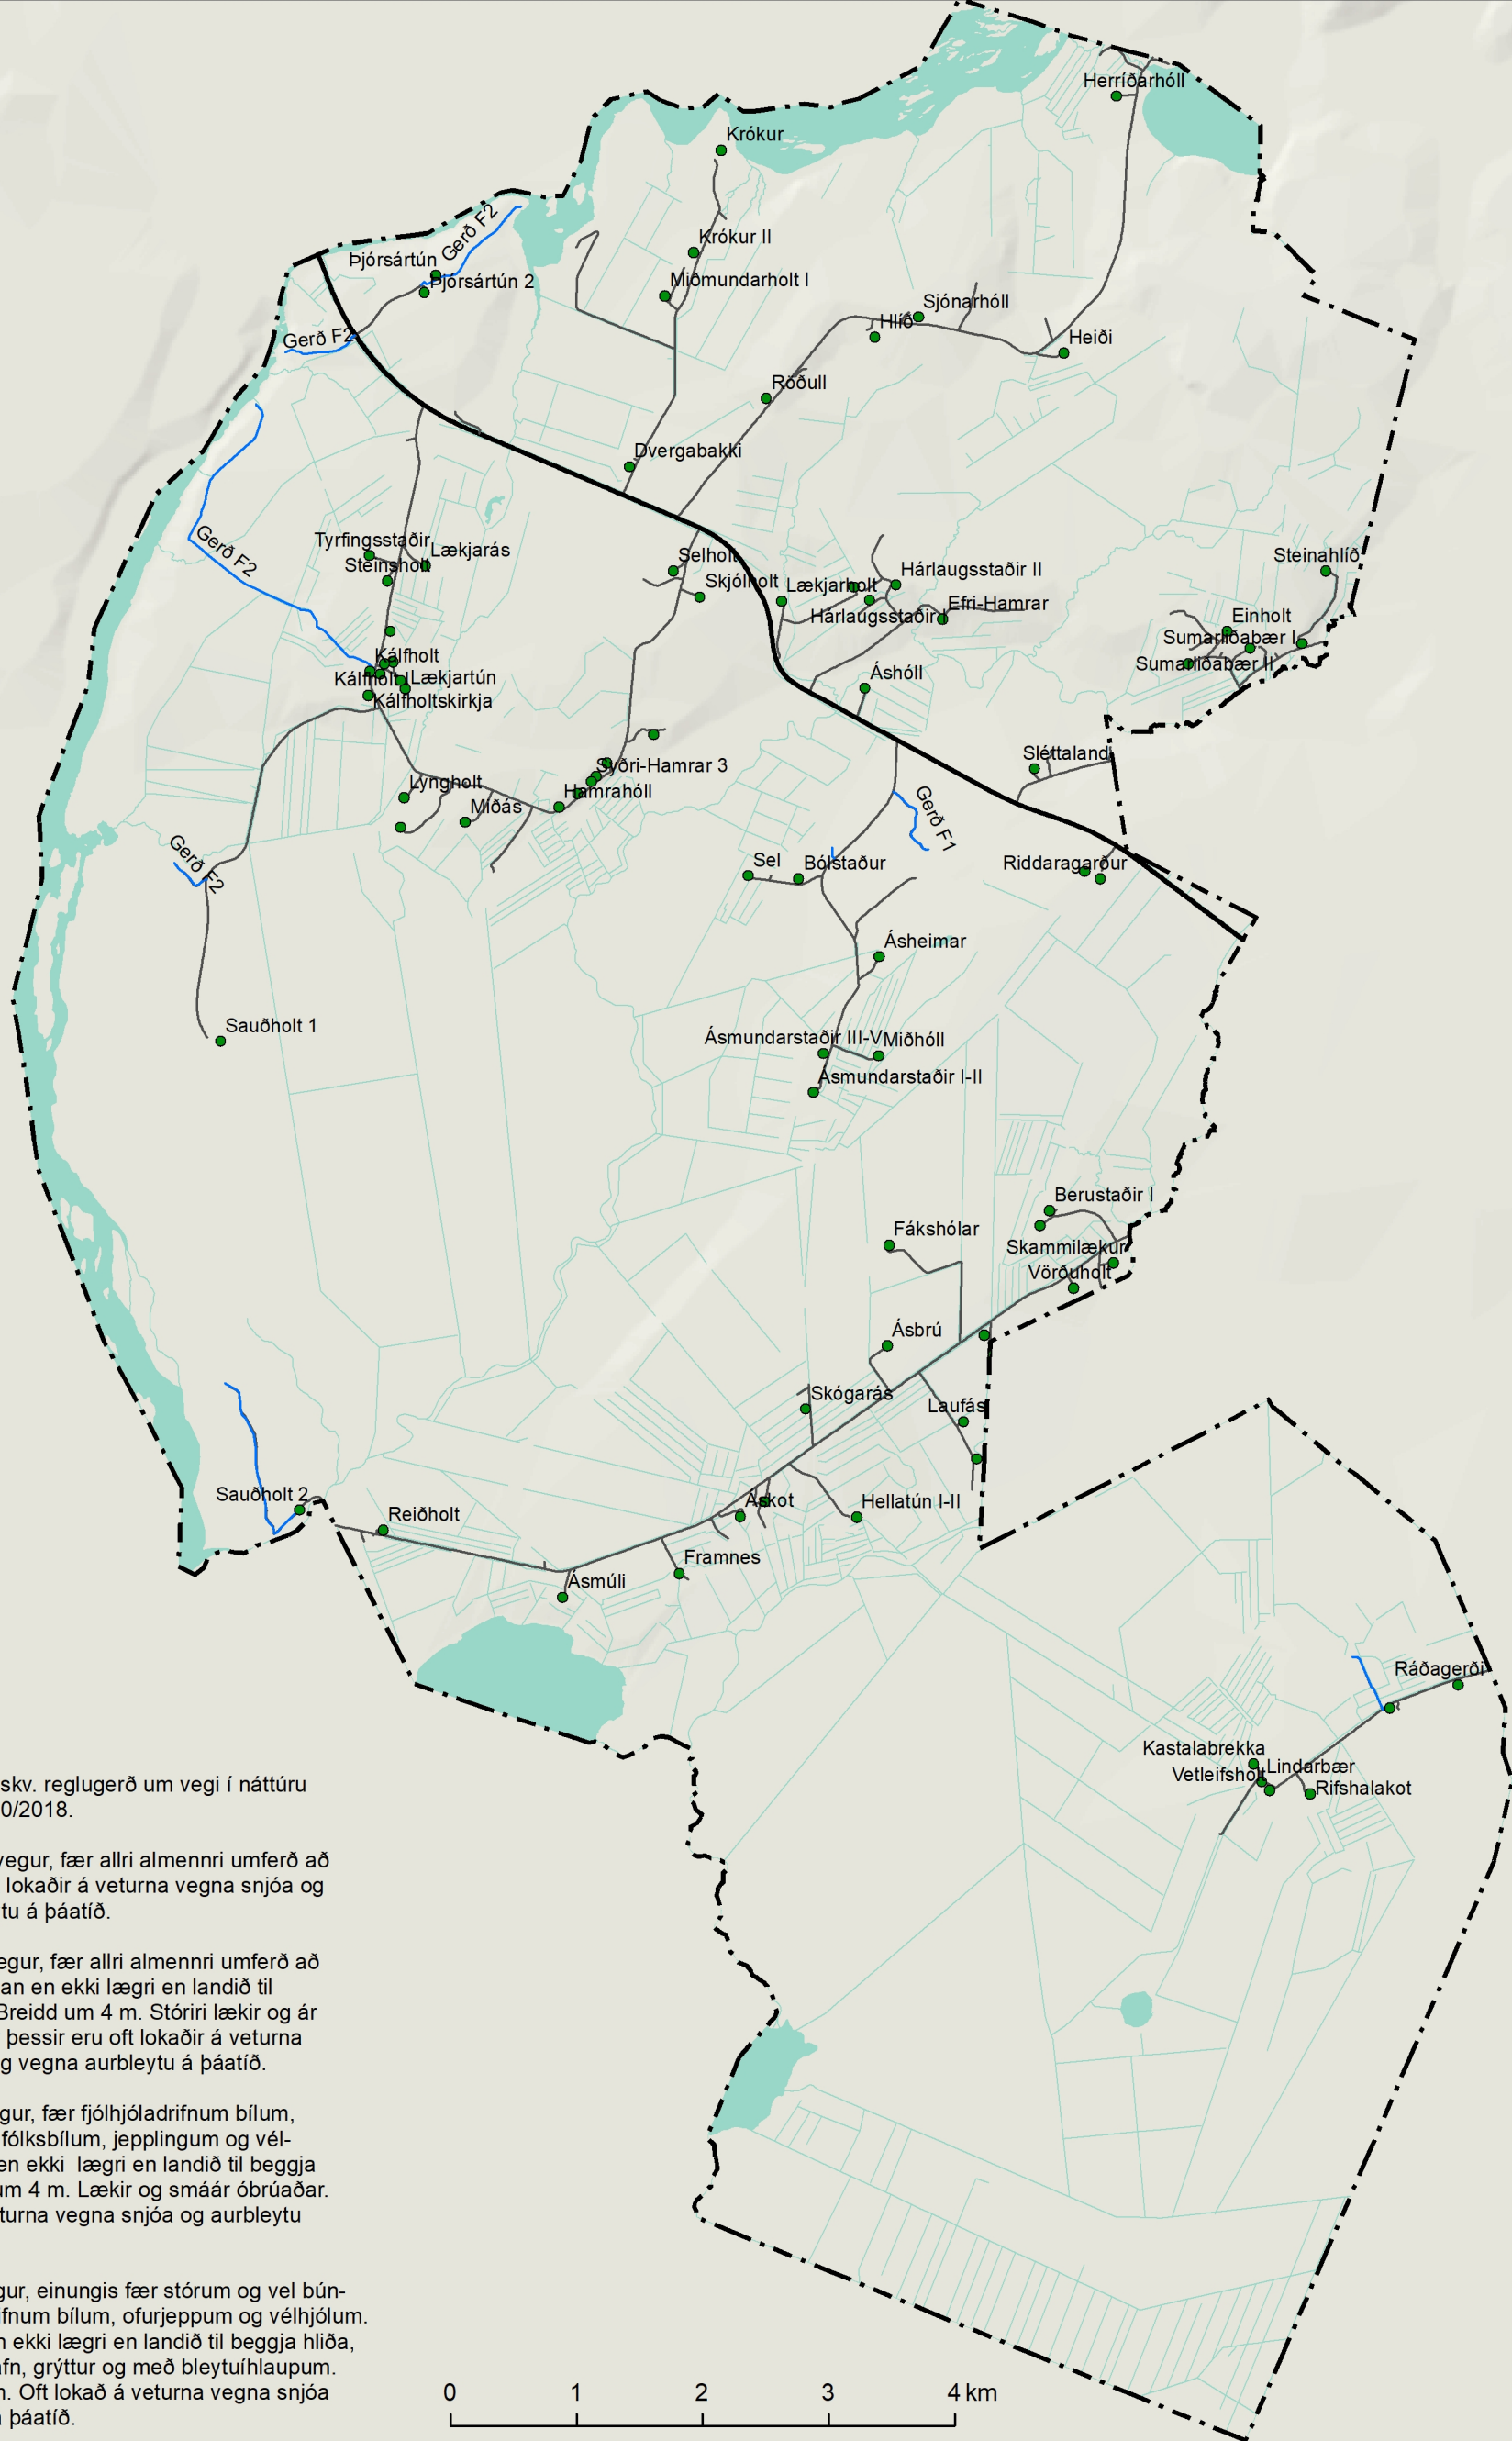 Herríðarhóll
Krókur
Gerð F2
Krókur II
Þjórsártún
Þjórsártún 2
Miðmundarholt I
Sjónarhóll
Hlíð
Gerð F2
Heiði
Röðull
Dvergabakki
Gerð F2
Tyrfingsstaðir
Lækjarás
Steinsholt
Selholt
Steinahlíð
Skjólholt
Lækjarholt
Hárlaugsstaðir II
Hárlaugsstaðir I
Efri-Hamrar
Einholt
Sumarliðabær I
Sumarliðabær II
Kálfholt
Kálfholt I
Lækjartún
Kálfholtskirkja
Áshóll
Sléttaland
Syðri-Hamrar 3
Lyngholt
Hamrahóll
Miðás
Gerð F1
Gerð F2
Sel
Bólstaður
Riddaragarður
Ásheimar
Sauðholt 1
Ásmundarstaðir III-V
Miðhóll
Ásmundarstaðir I-II
Berustaðir I
Fákshólar
Skammilækur
Vörðuholt
Ásbrú
Skógarás
Laufás
Sauðholt 2
Reiðholt
Áskot
Hellatún I-II
Framnes
Ásmúli
Ráðagerði
Kastalabrekka
Vetleifsholt
Lindarbær
Rifshalakot
skv. reglugerð um vegi í náttúru
0/2018.
vegur, fær allri almennri umferð að
lokaðir á veturna vegna snjóa og
tu á þáatíð.
egur, fær allri almennri umferð að
an en ekki lægri en landið til
Breidd um 4 m. Stóriri lækir og ár
þessir eru oft lokaðir á veturna
g vegna aurbleytu á þáatíð.
gur, fær fjólhjóladrifnum bílum,
fólksbílum, jepplingum og vél-
en ekki lægri en landið til beggja
um 4 m. Lækir og smáár óbrúaðar.
turna vegna snjóa og aurbleytu
gur, einungis fær stórum og vel bún-
ifnum bílum, ofurjeppum og vélhjólum.
n ekki lægri en landið til beggja hliða,
afn, grýttur og með bleytuíhlaupum.
n. Oft lokað á veturna vegna snjóa
á þáatíð.
0 1 2 3 4 km